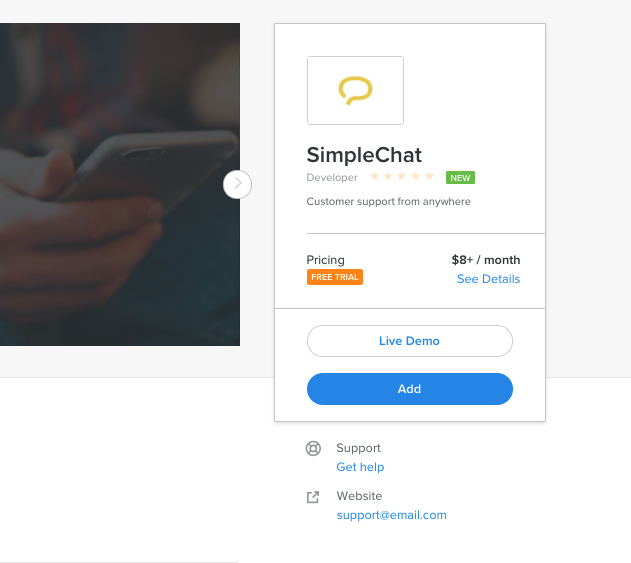 SimpleChat
Developer NEW
Customer support from anywhere
Pricing $8+ / month
FREE TRIAL See Details
Live Demo
Add
Support
Get help
Website
support@email.com